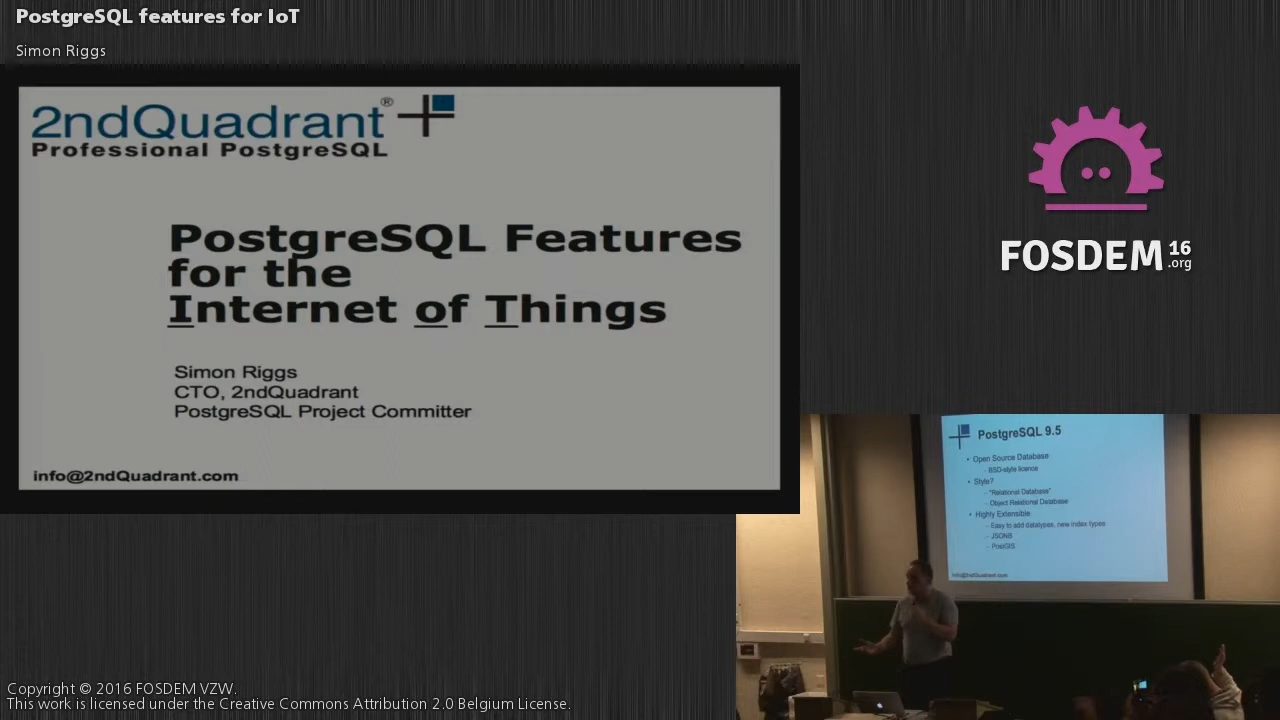 PostgreSQL features for IoT
Simon Riggs
2ndQuadrant®
Professional PostgreSQL
PostgreSQL Features
for the
Internet of Things
Simon Riggs
CTO, 2ndQuadrant
PostgreSQL Project Committer
info@2ndQuadrant.com
FOSDEM 16
.org
PostgreSQL 9.5
• Open Source Database
– BSD-style licence
• Style?
– "Relational Database"
– Object Relational Database
• Highly Extensible
– Easy to add datatypes, new index types
– JSONB
– PostGIS
info@2ndQuadrant.com
Copyright © 2016 FOSDEM VZW.
This work is licensed under the Creative Commons Attribution 2.0 Belgium License.